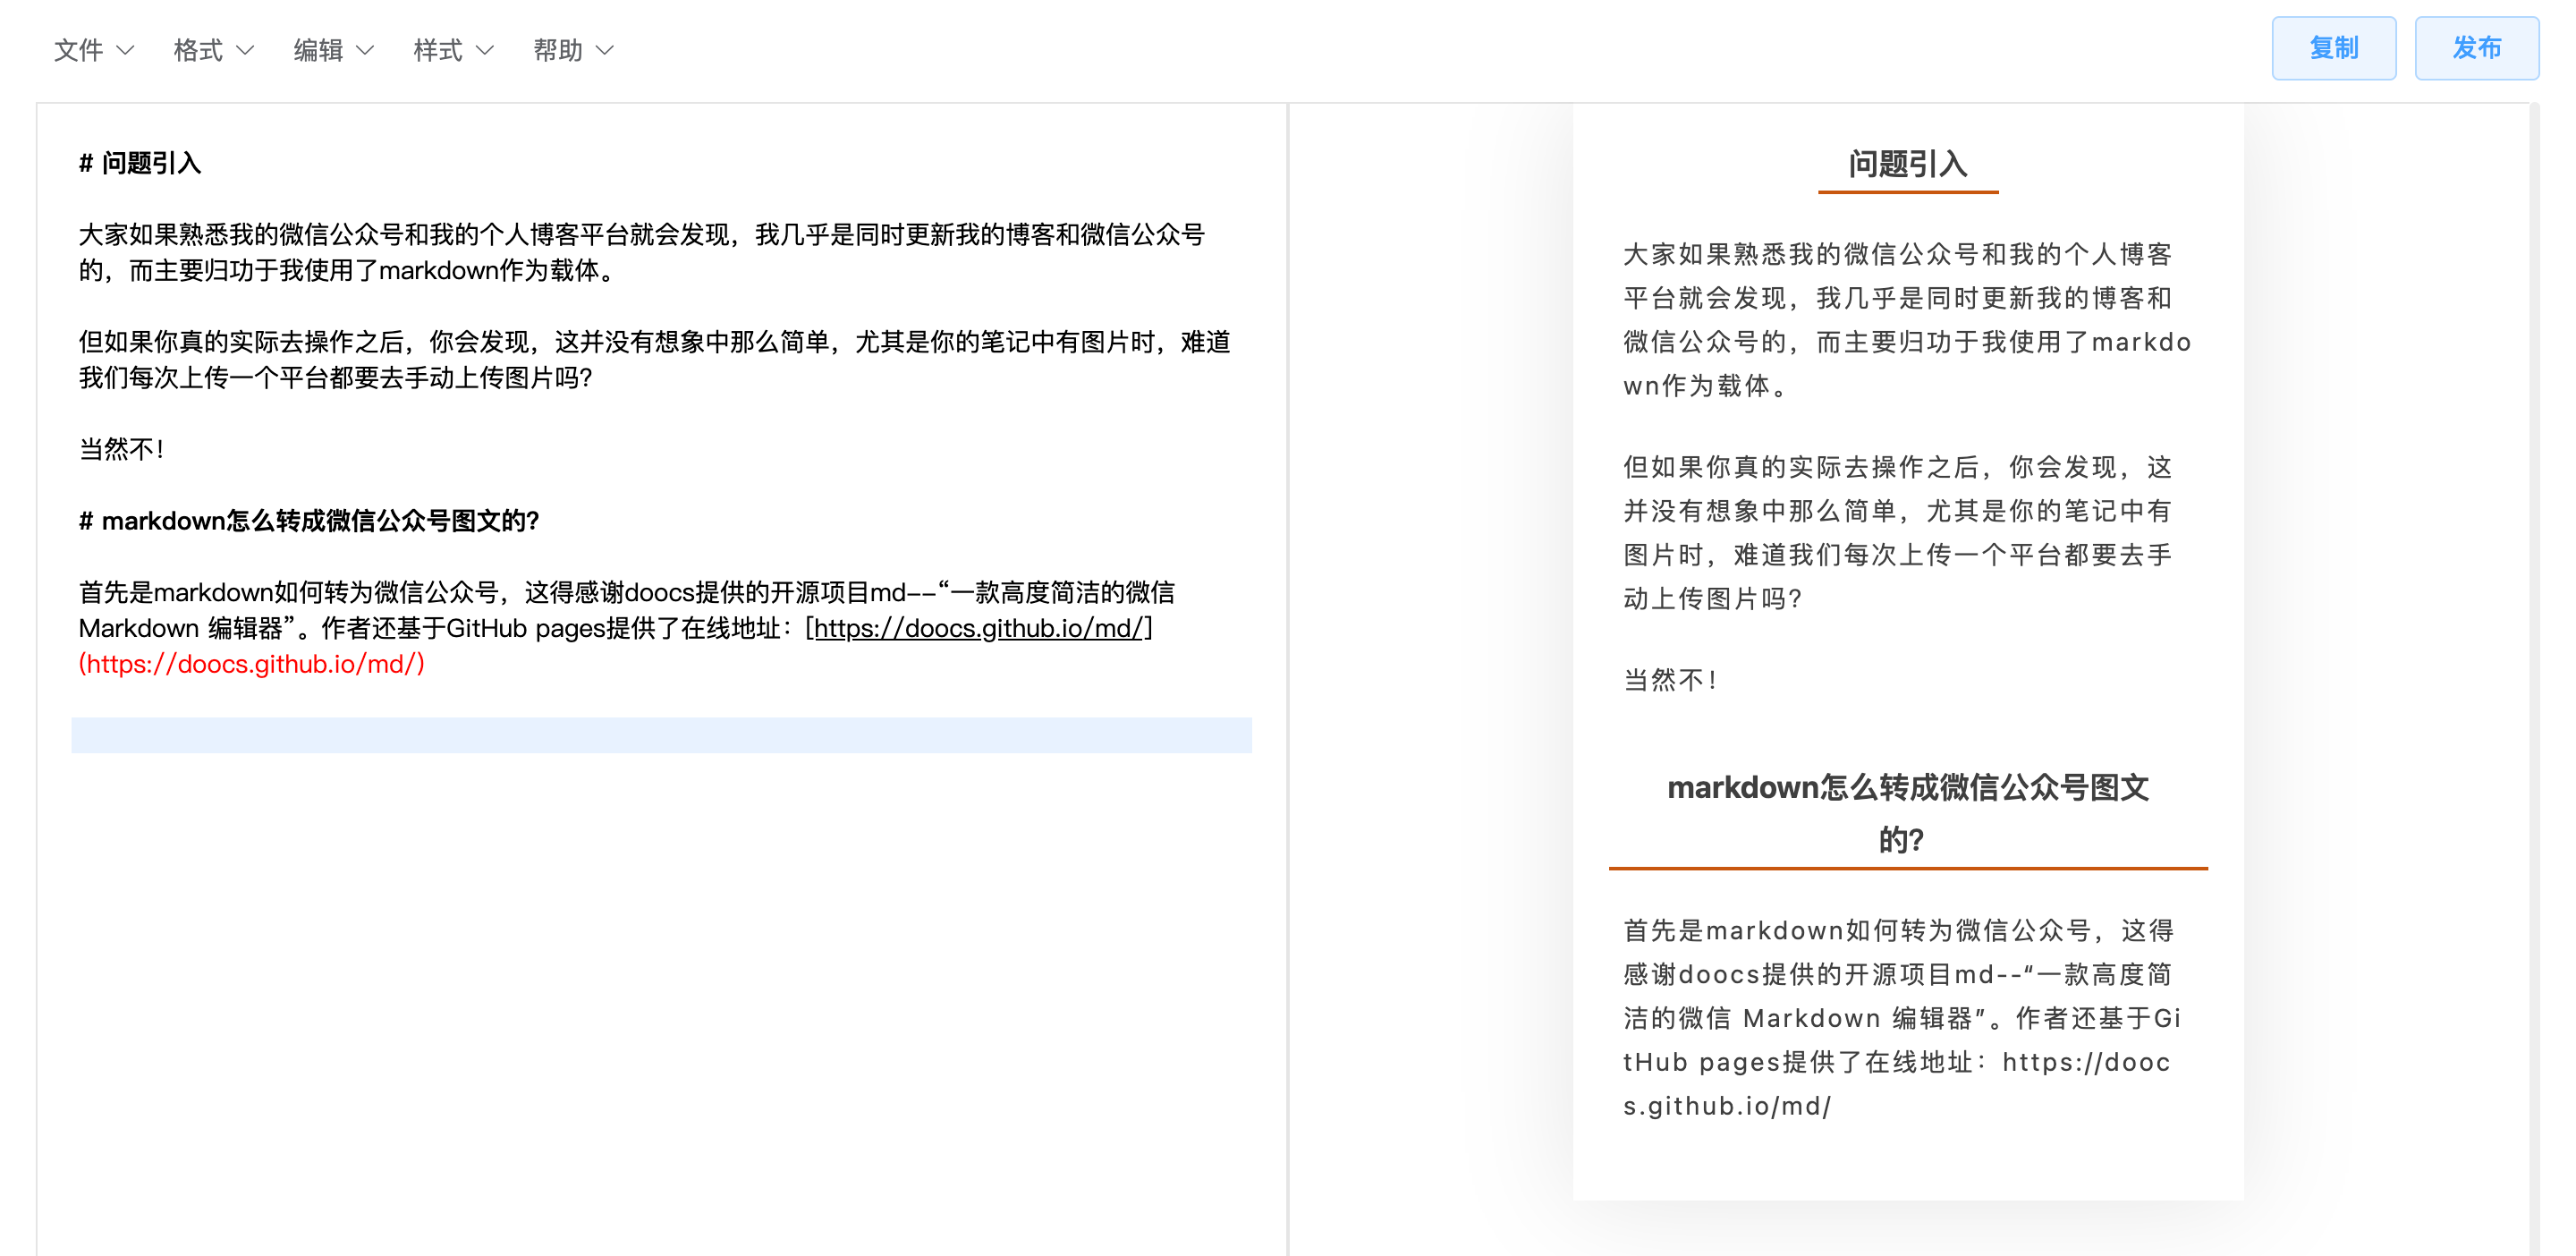 文件 格式 编辑 样式 帮助 复制 发布
# 问题引入
大家如果熟悉我的微信公众号和我的个人博客平台就会发现，我几乎是同时更新我的博客和微信公众号
的，而主要归功于我使用了markdown作为载体。
但如果你真的实际去操作之后，你会发现，这并没有想象中那么简单，尤其是你的笔记中有图片时，难道
我们每次上传一个平台都要去手动上传图片吗？
当然不！
# markdown怎么转成微信公众号图文的？
首先是markdown如何转为微信公众号，这得感谢doocs提供的开源项目md--“一款高度简洁的微信
Markdown 编辑器”。作者还基于GitHub pages提供了在线地址：[https://doocs.github.io/md/]
(https://doocs.github.io/md/)
问题引入
大家如果熟悉我的微信公众号和我的个人博客
平台就会发现，我几乎是同时更新我的博客和
微信公众号的，而主要归功于我使用了markdo
wn作为载体。
但如果你真的实际去操作之后，你会发现，这
并没有想象中那么简单，尤其是你的笔记中有
图片时，难道我们每次上传一个平台都要去手
动上传图片吗？
当然不！
markdown怎么转成微信公众号图文
的？
首先是markdown如何转为微信公众号，这得
感谢doocs提供的开源项目md--“一款高度简
洁的微信 Markdown 编辑器”。作者还基于Gi
tHub pages提供了在线地址：https://dooc
s.github.io/md/